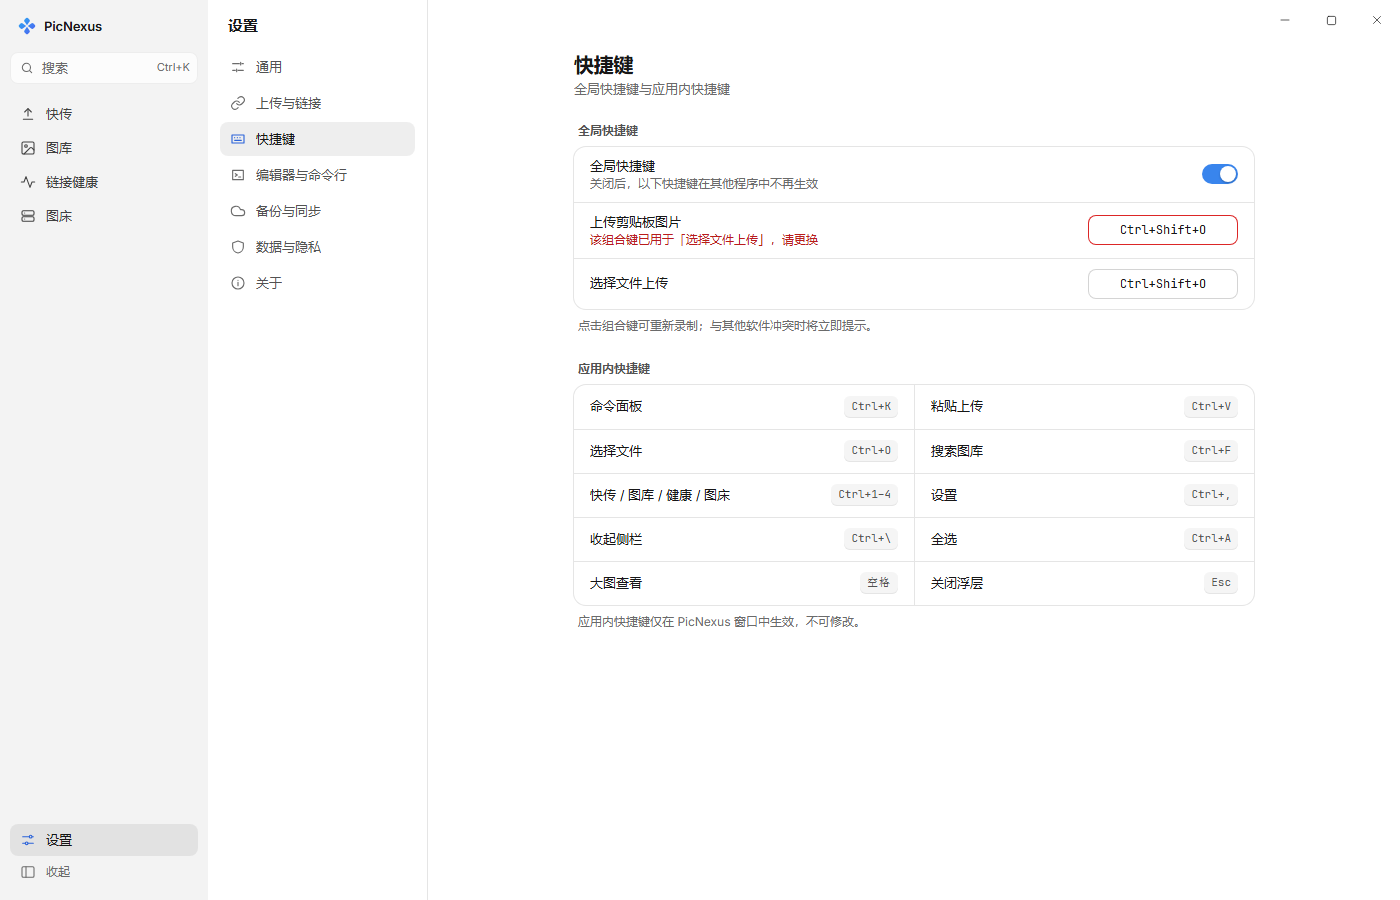 PicNexus
搜索 Ctrl+K
快传
图库
链接健康
图床
设置
收起
设置
通用
上传与链接
快捷键
编辑器与命令行
备份与同步
数据与隐私
关于
快捷键
全局快捷键与应用内快捷键
全局快捷键
全局快捷键
关闭后，以下快捷键在其他程序中不再生效
上传剪贴板图片
该组合键已用于「选择文件上传」，请更换
Ctrl+Shift+O
选择文件上传 Ctrl+Shift+O
点击组合键可重新录制；与其他软件冲突时将立即提示。
应用内快捷键
命令面板 Ctrl+K 粘贴上传 Ctrl+V
选择文件 Ctrl+O 搜索图库 Ctrl+F
快传 / 图库 / 健康 / 图床 Ctrl+1-4 设置 Ctrl+,
收起侧栏 Ctrl+\ 全选 Ctrl+A
大图查看 空格 关闭浮层 Esc
应用内快捷键仅在 PicNexus 窗口中生效，不可修改。